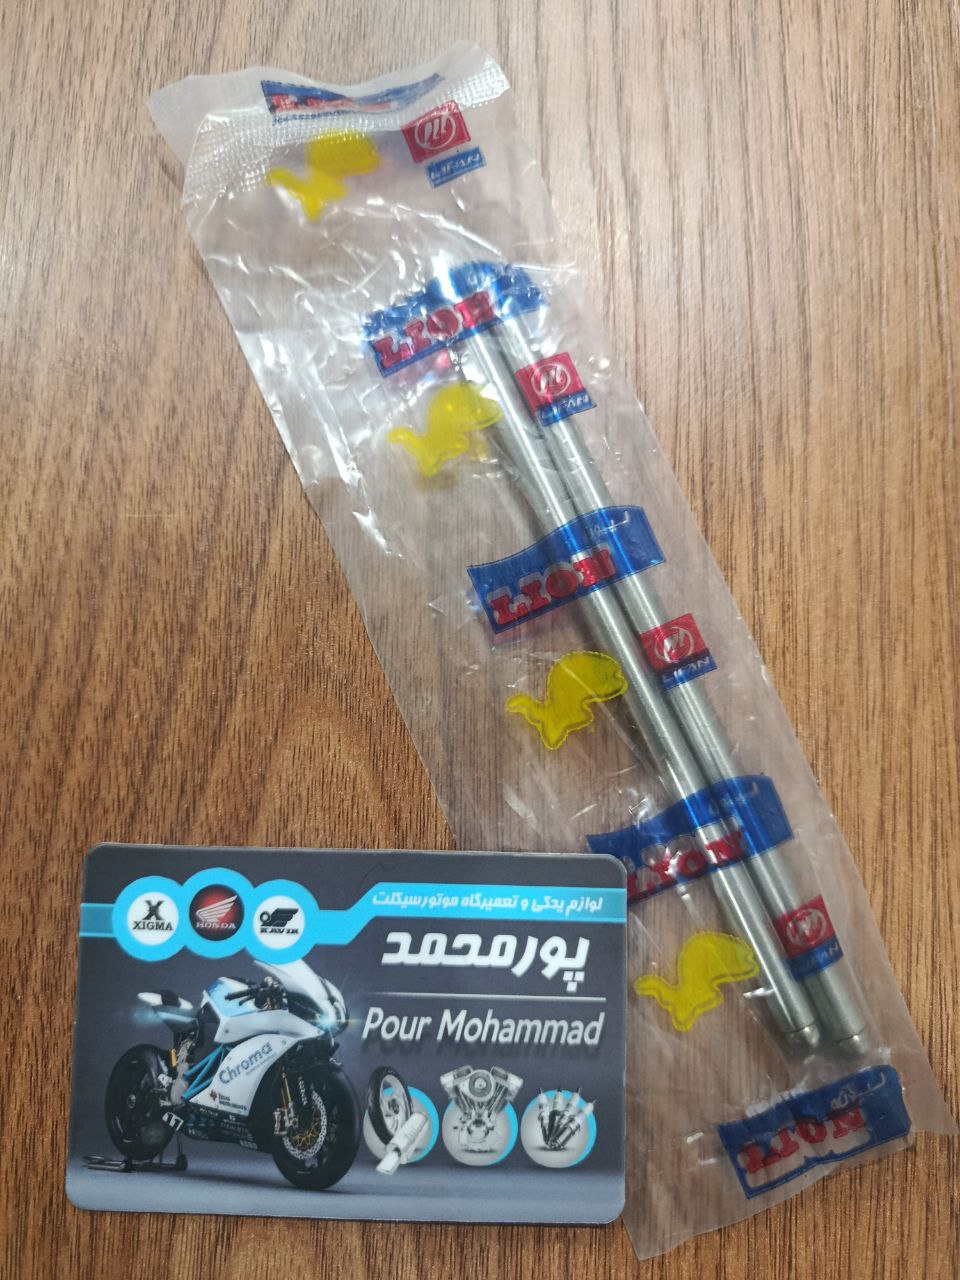 LION
LIFAN
LION
LIFAN
لیون
LION
LIFAN
LION
LIFAN
LION
لوازم یدکی و تعمیرگاه موتورسیکلت
X
XIGMA
HONDA
KAVIR
پورمحمد
Pour Mohammad
Chroma